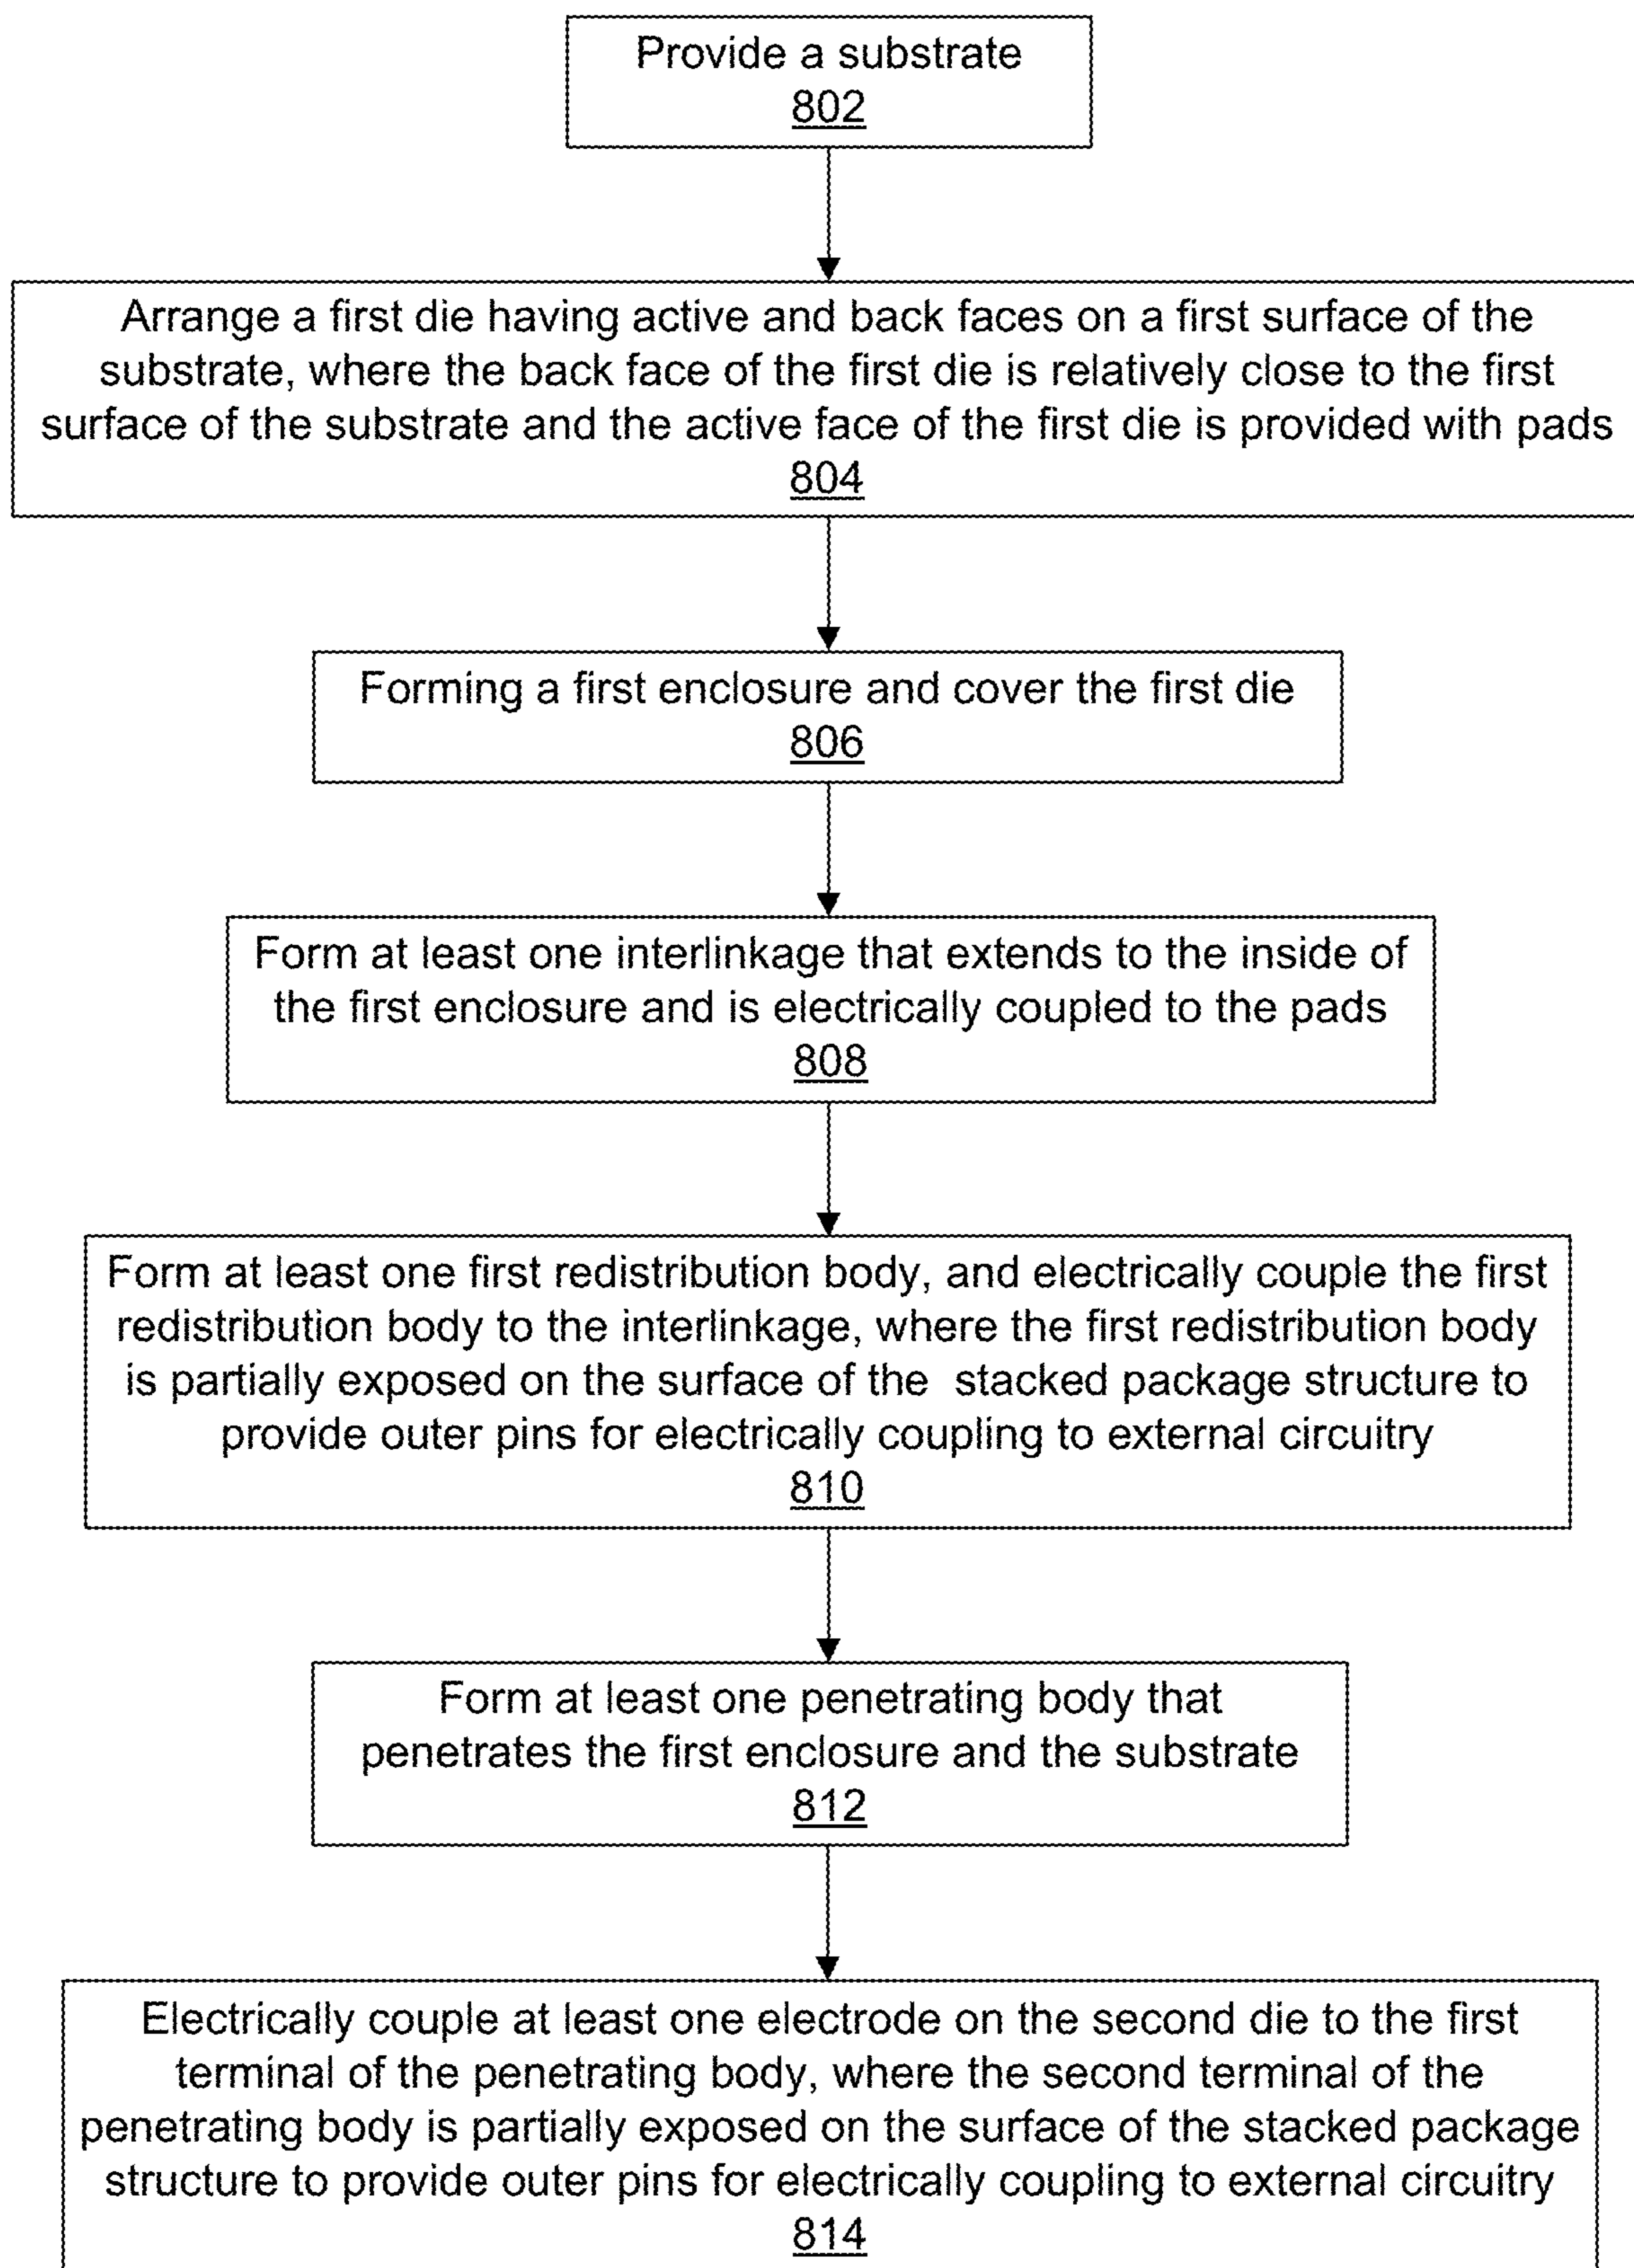 Provide a substrate
802
Arrange a first die having active and back faces on a first surface of the
substrate, where the back face of the first die is relatively close to the first
surface of the substrate and the active face of the first die is provided with pads
804
Forming a first enclosure and cover the first die
806
Form at least one interlinkage that extends to the inside of
the first enclosure and is electrically coupled to the pads
808
Form at least one first redistribution body, and electrically couple the first
redistribution body to the interlinkage, where the first redistribution body
is partially exposed on the surface of the stacked package structure to
provide outer pins for electrically coupling to external circuitry
810
Form at least one penetrating body that
penetrates the first enclosure and the substrate
812
Electrically couple at least one electrode on the second die to the first
terminal of the penetrating body, where the second terminal of the
penetrating body is partially exposed on the surface of the stacked package
structure to provide outer pins for electrically coupling to external circuitry
814